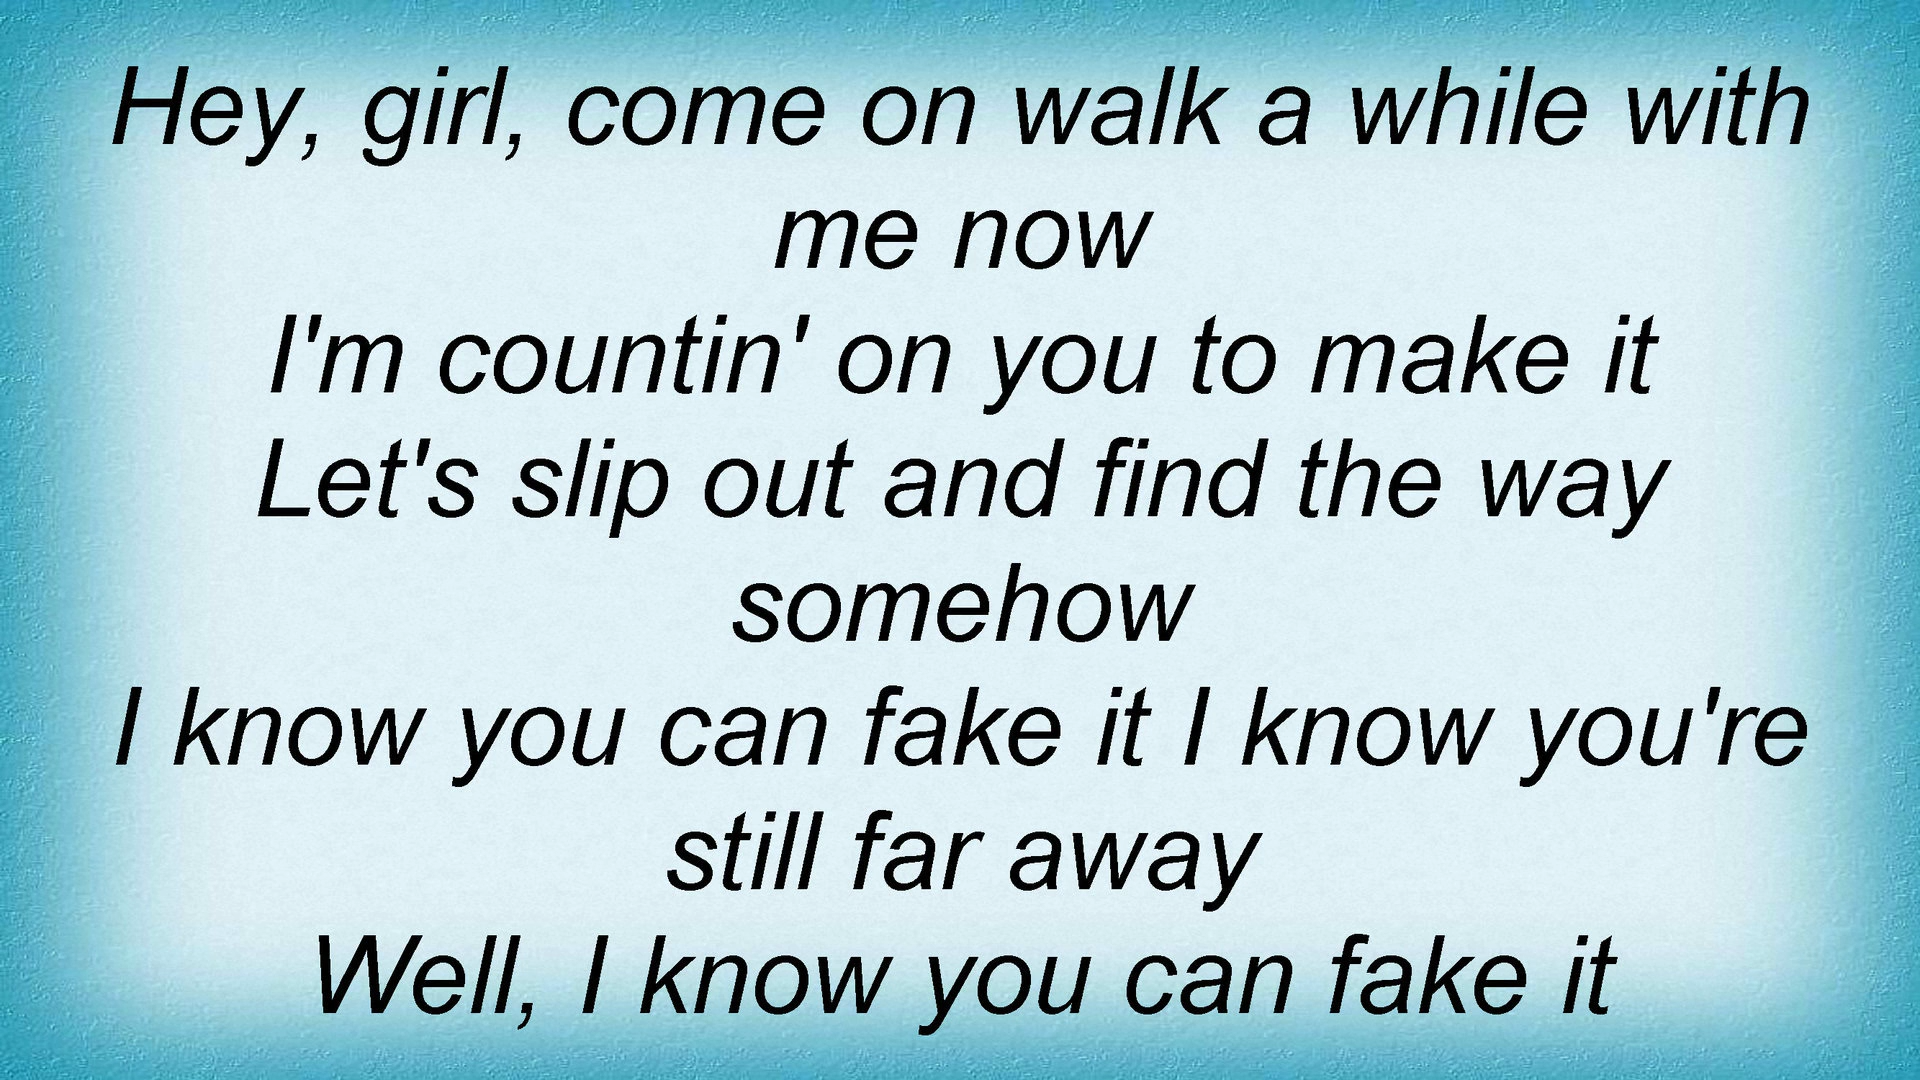 Hey, girl, come on walk a while with
me now
I'm countin' on you to make it
Let's slip out and find the way
somehow
I know you can fake it I know you're
still far away
Well, I know you can fake it